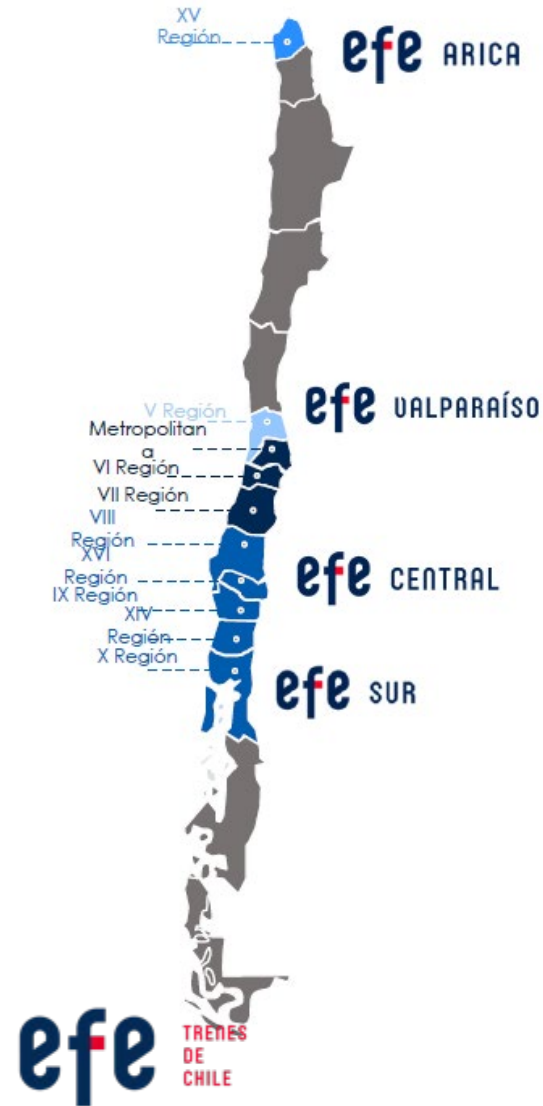 XV
Región
efe ARICA
V Región
efe VALPARAÍSO
Metropolitan
a
VI Región
VII Región
VIII
Región
XVI
Región
efe CENTRAL
IX Región
XIV
Región
X Región
efe SUR
efe
TRENES
DE
CHILE